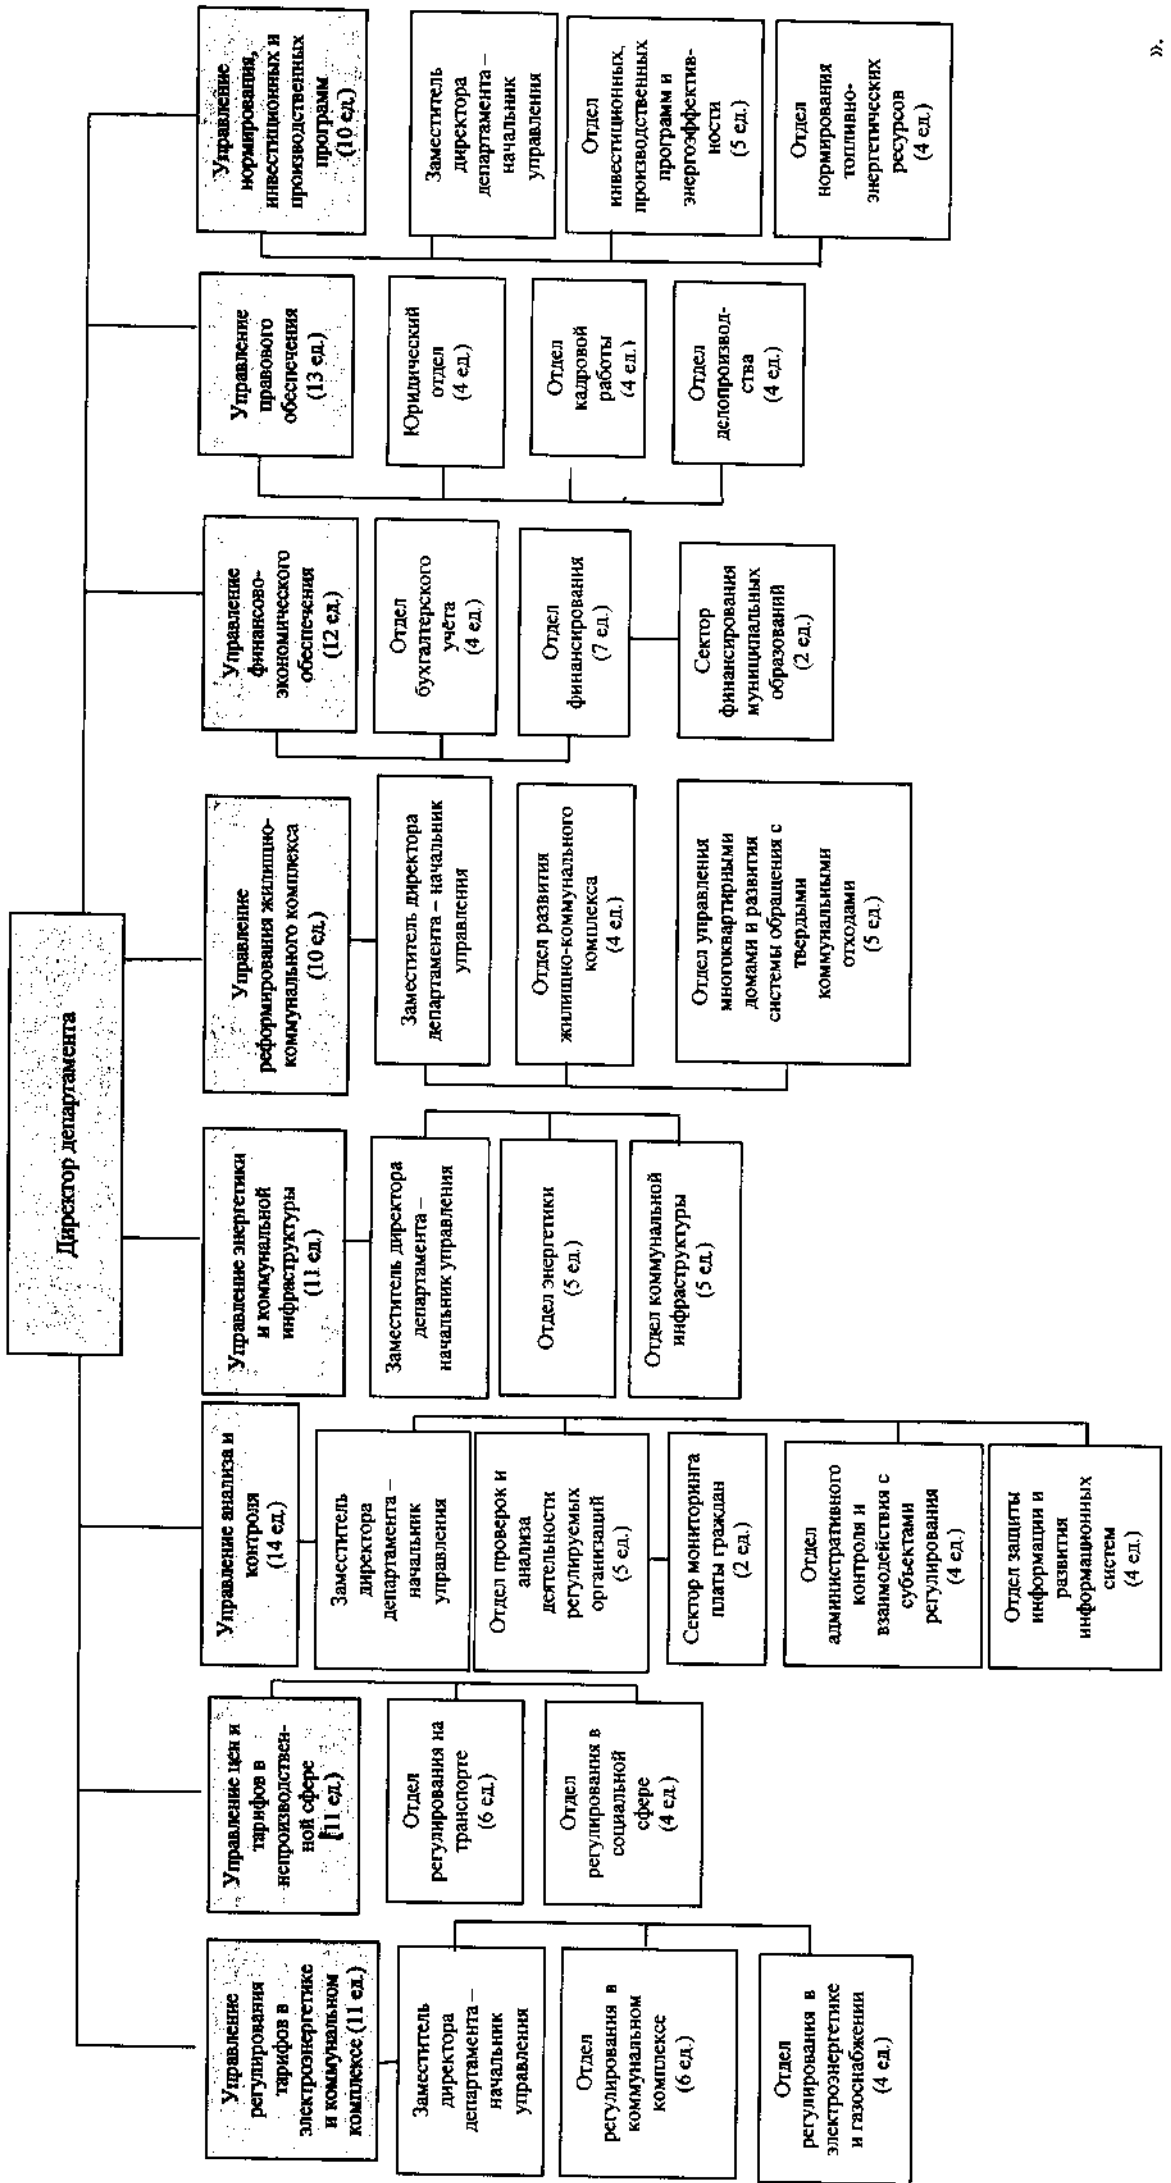 Директор департамента
Управление
регулирования
тарифов в
электроэнергетике
и коммунальном
комплексе (11 ед.)
Заместитель
директора
департамента –
начальник
управления
Отдел
регулирования в
коммунальном
комплексе
(6 ед.)
Отдел
регулирования в
электроэнергетике
и газоснабжении
(4 ед.)
Управление цен и
тарифов в
непроизводствен-
ной сфере
(11 ед.)
Отдел
регулирования на
транспорте
(6 ед.)
Отдел
регулирования в
социальной
сфере
(4 ед.)
Управление анализа и
контроля
(14 ед.)
Заместитель
директора
департамента –
начальник
управления
Отдел проверок и
анализа
деятельности
регулируемых
организаций
(5 ед.)
Сектор мониторинга
платы граждан
(2 ед.)
Отдел
административного
контроля и
взаимодействия с
субъектами
регулирования
(4 ед.)
Отдел защиты
информации и
развития
информационных
систем
(4 ед.)
Управление энергетики
и коммунальной
инфраструктуры
(11 ед.)
Заместитель директора
департамента –
начальник управления
Отдел энергетики
(5 ед.)
Отдел коммунальной
инфраструктуры
(5 ед.)
Управление
реформирования жилищно-
коммунального комплекса
(10 ед.)
Заместитель директора
департамента – начальник
управления
Отдел развития
жилищно-коммунального
комплекса
(4 ед.)
Отдел управления
многоквартирными
домами и развития
системы обращения с
твердыми
коммунальными
отходами
(5 ед.)
Управление
финансово-
экономического
обеспечения
(12 ед.)
Отдел
бухгалтерского
учёта
(4 ед.)
Отдел
финансирования
(7 ед.)
Сектор
финансирования
муниципальных
образований
(2 ед.)
Управление
правового
обеспечения
(13 ед.)
Юридический
отдел
(4 ед.)
Отдел
кадровой
работы
(4 ед.)
Отдел
делопроизвод-
ства
(4 ед.)
Управление
нормирования,
инвестиционных и
производственных
программ
(10 ед.)
Заместитель
директора
департамента –
начальник
управления
Отдел
инвестиционных,
производственных
программ и
энергоэффектив-
ности
(5 ед.)
Отдел
нормирования
топливно-
энергетических
ресурсов
(4 ед.)
».